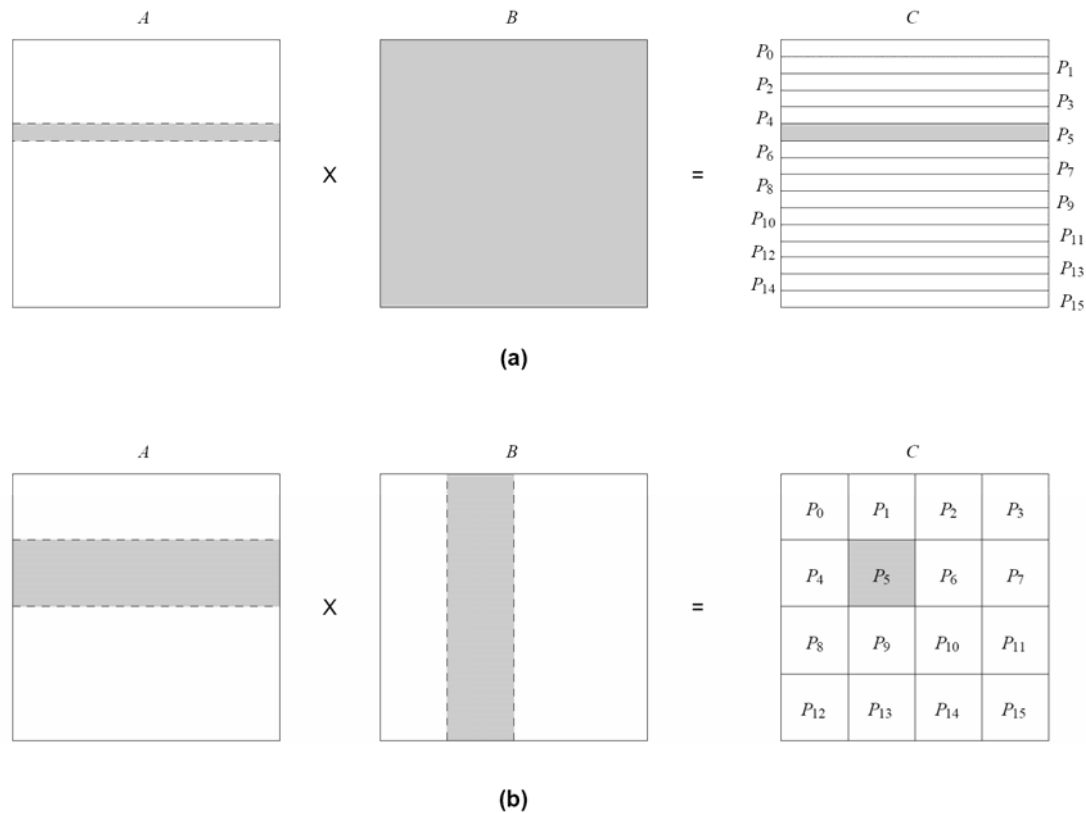 A B C
P0
P1
P2
P3
P4
P5
P6
X =
P7
P8
P9
P10
P11
P12
P13
P14
P15
(a)
A B C
P0 P1 P2 P3
P4 P5 P6 P7
X =
P8 P9 P10 P11
P12 P13 P14 P15
(b)